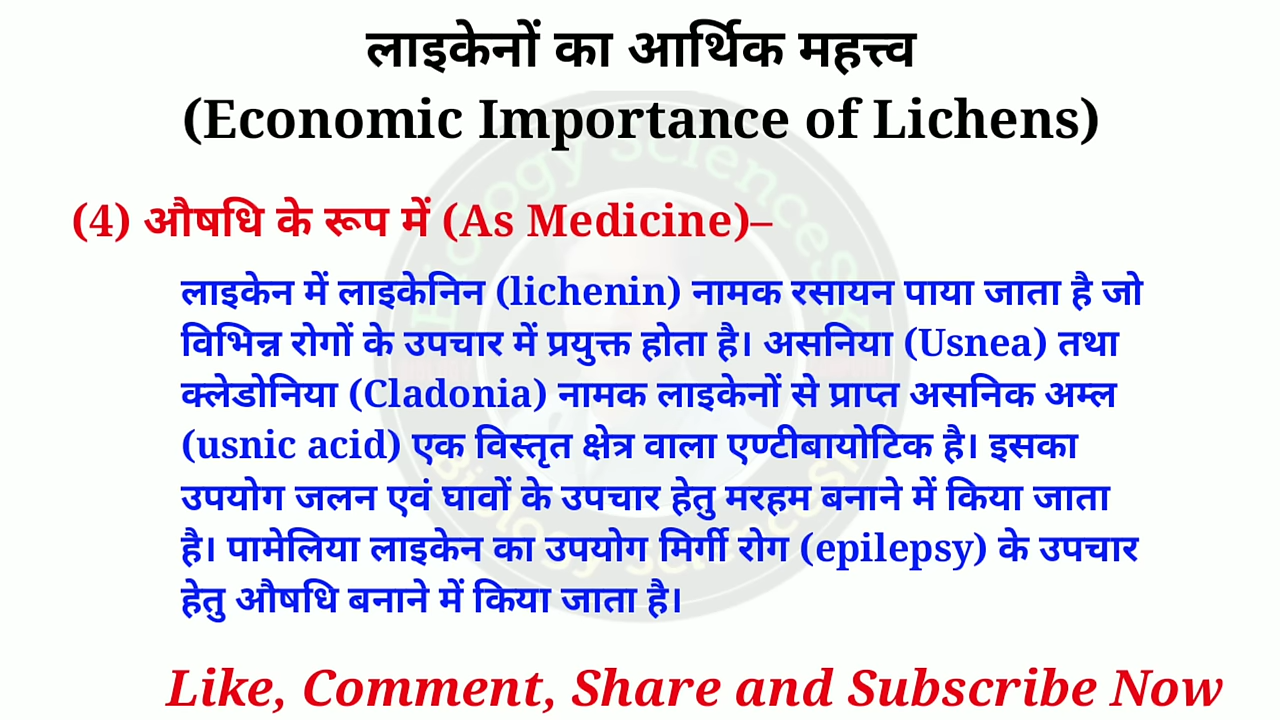 लाइकेनों का आर्थिक महत्त्व
(Economic Importance of Lichens)
(4) औषधि के रूप में (As Medicine)–
लाइकेन में लाइकेनिन (lichenin) नामक रसायन पाया जाता है जो
विभिन्न रोगों के उपचार में प्रयुक्त होता है। असनिया (Usnea) तथा
क्लेडोनिया (Cladonia) नामक लाइकेनों से प्राप्त असनिक अम्ल
(usnic acid) एक विस्तृत क्षेत्र वाला एण्टीबायोटिक है। इसका
उपयोग जलन एवं घावों के उपचार हेतु मरहम बनाने में किया जाता
है। पामेलिया लाइकेन का उपयोग मिर्गी रोग (epilepsy) के उपचार
हेतु औषधि बनाने में किया जाता है।
Like, Comment, Share and Subscribe Now